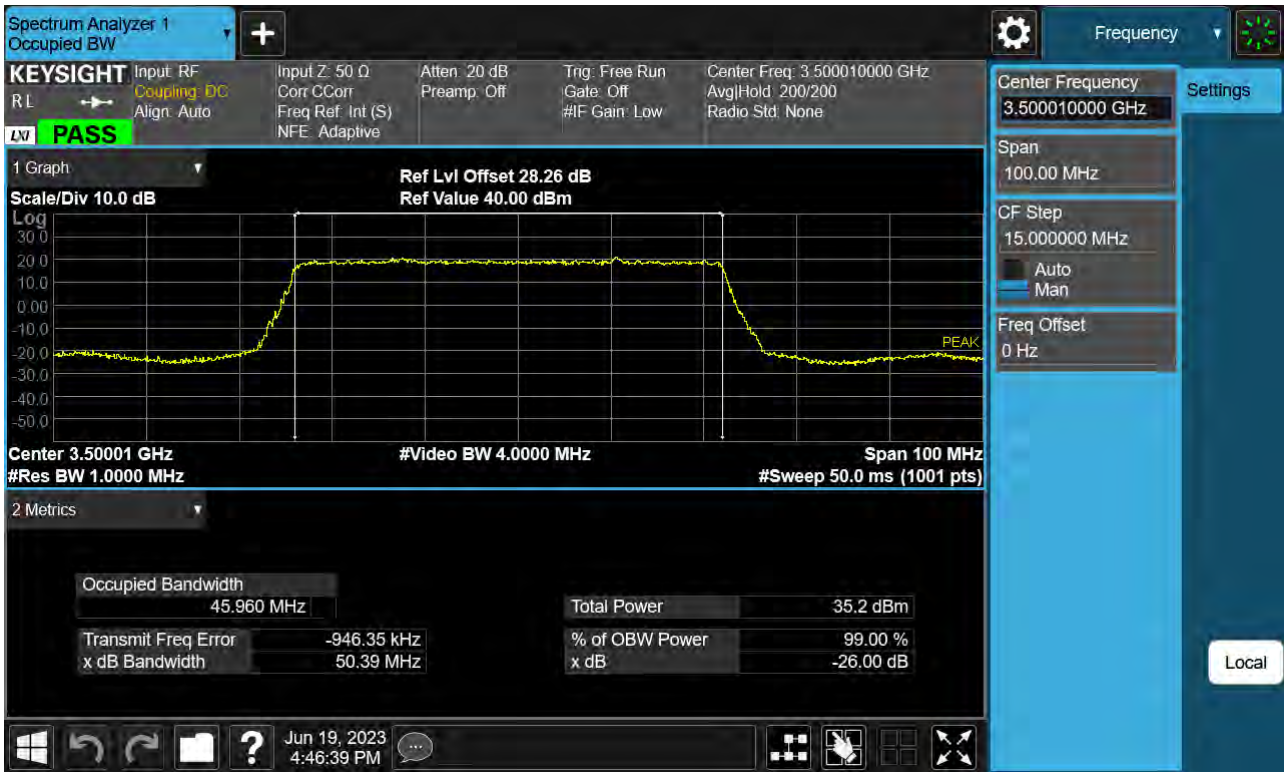 Spectrum Analyzer 1
Occupied BW
+
Frequency
KEYSIGHT
R L
LXI PASS
Input: RF
Coupling: DC
Align: Auto
Input Z: 50 Ω
Corr CCorr
Freq Ref: Int (S)
NFE: Adaptive
Atten: 20 dB
Preamp: Off
Trig: Free Run
Gate: Off
#IF Gain: Low
Center Freq: 3.500010000 GHz
Avg|Hold: 200/200
Radio Std: None
Center Frequency
3.500010000 GHz
Settings
Span
100.00 MHz
CF Step
15.000000 MHz
Auto
Man
Freq Offset
0 Hz
1 Graph
Scale/Div 10.0 dB
Ref Lvl Offset 28.26 dB
Ref Value 40.00 dBm
Log
30.0
20.0
10.0
0.00
-10.0
-20.0
-30.0
-40.0
-50.0
PEAK
Center 3.50001 GHz
#Video BW 4.0000 MHz
Span 100 MHz
#Res BW 1.0000 MHz
#Sweep 50.0 ms (1001 pts)
2 Metrics
Occupied Bandwidth
45.960 MHz
Total Power 35.2 dBm
Transmit Freq Error -946.35 kHz
% of OBW Power 99.00 %
x dB Bandwidth 50.39 MHz
x dB -26.00 dB
Local
?
Jun 19, 2023
4:46:39 PM